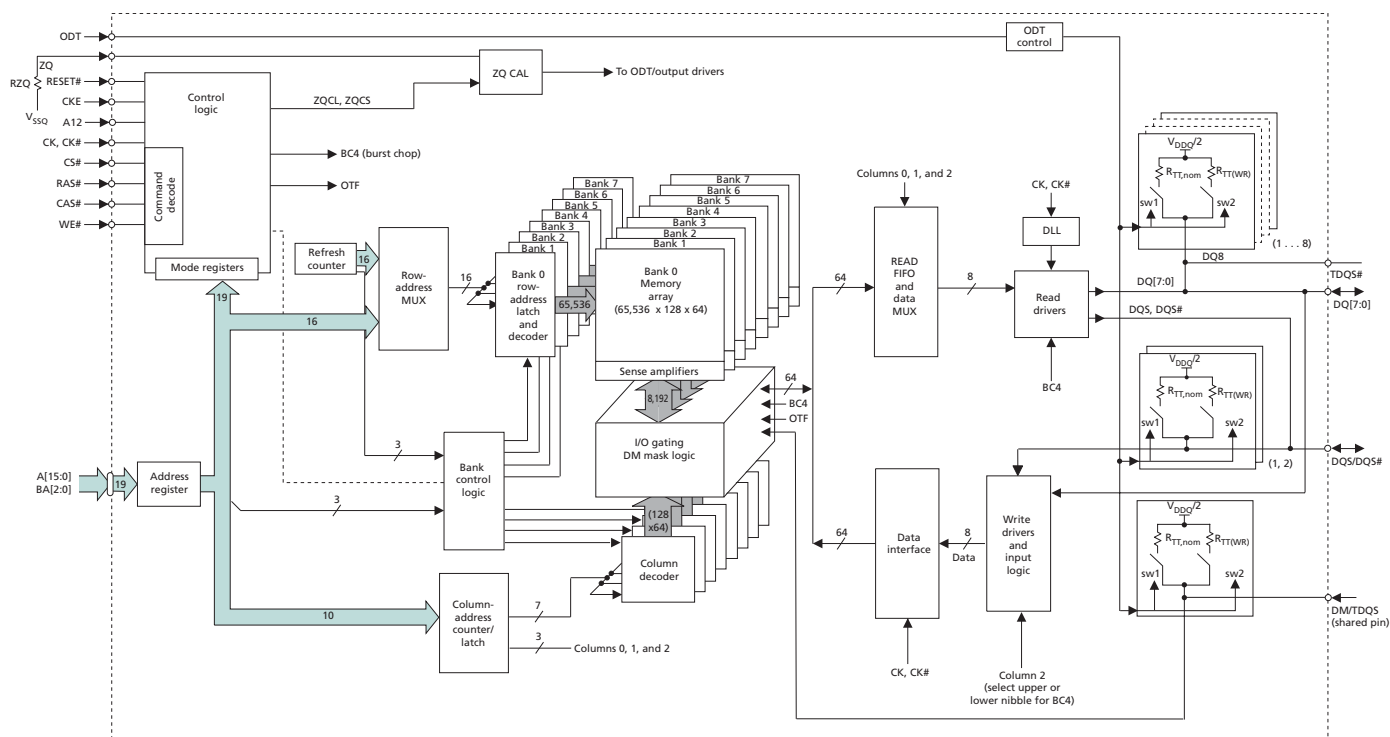 ODT
ODT
control
ZQ
RZQ
V_SSQ
RESET#
CKE
A12
CK, CK#
CS#
RAS#
CAS#
WE#
Control
logic
Command
decode
Mode registers
ZQ CAL
To ODT/output drivers
ZQCL, ZQCS
BC4 (burst chop)
OTF
Refresh
counter
16
Row-
address
MUX
16
19
16
Bank 7
Bank 6
Bank 5
Bank 4
Bank 3
Bank 2
Bank 1
Bank 0
row-
address
latch
and
decoder
65,536
Bank 7
Bank 6
Bank 5
Bank 4
Bank 3
Bank 2
Bank 1
Bank 0
Memory
array
(65,536 x 128 x 64)
Sense amplifiers
8,192
I/O gating
DM mask logic
64
BC4
OTF
(128
x64)
Column
decoder
A[15:0]
BA[2:0]
19
Address
register
3
3
Bank
control
logic
10
Column-
address
counter/
latch
7
3
Columns 0, 1, and 2
Columns 0, 1, and 2
64
READ
FIFO
and
data
MUX
8
CK, CK#
DLL
Read
drivers
BC4
DQ8
DQ[7:0]
DQS, DQS#
64
Data
interface
CK, CK#
8
Data
Write
drivers
and
input
logic
Column 2
(select upper or
lower nibble for BC4)
V_DDQ/2
R_TT,nom
R_TT(WR)
sw1
sw2
(1 . . . 8)
TDQS#
DQ[7:0]
V_DDQ/2
R_TT,nom
R_TT(WR)
sw1
sw2
(1, 2)
DQS/DQS#
V_DDQ/2
R_TT,nom
R_TT(WR)
sw1
sw2
DM/TDQS
(shared pin)